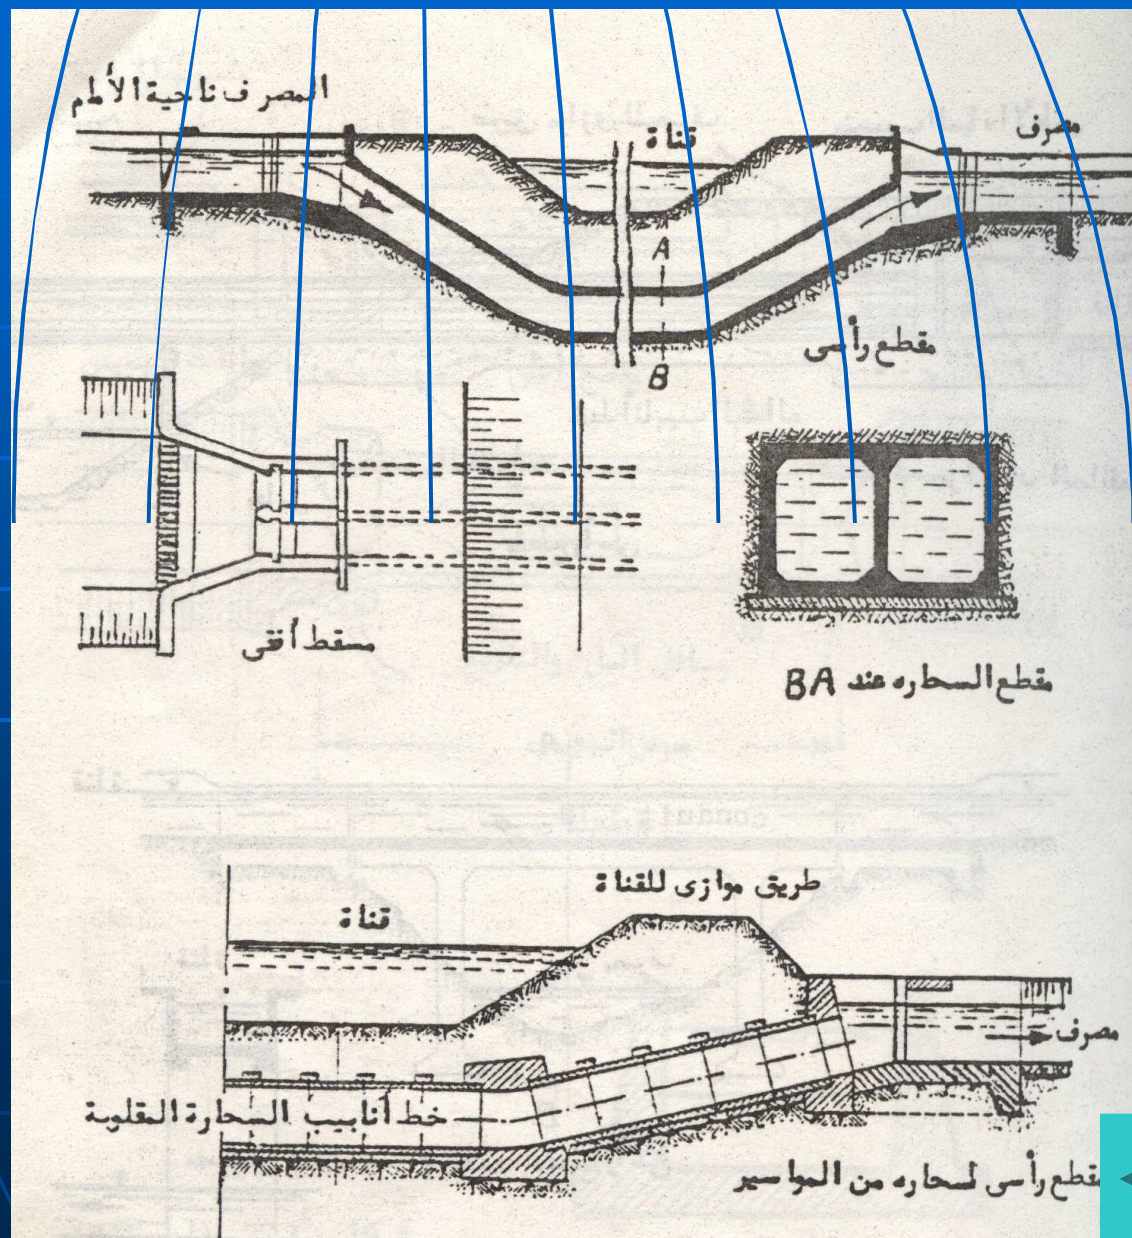 المصرف ناحية الأمام
قناة
مصرف
A
B
مقطع رأسى
مسقط أفقى
مقطع السحاره عند BA
طريق موازى للقناة
قناة
مصرف
خط أنابيب السحارة المقلوبة
مقطع رأسى لسحاره من المواسير